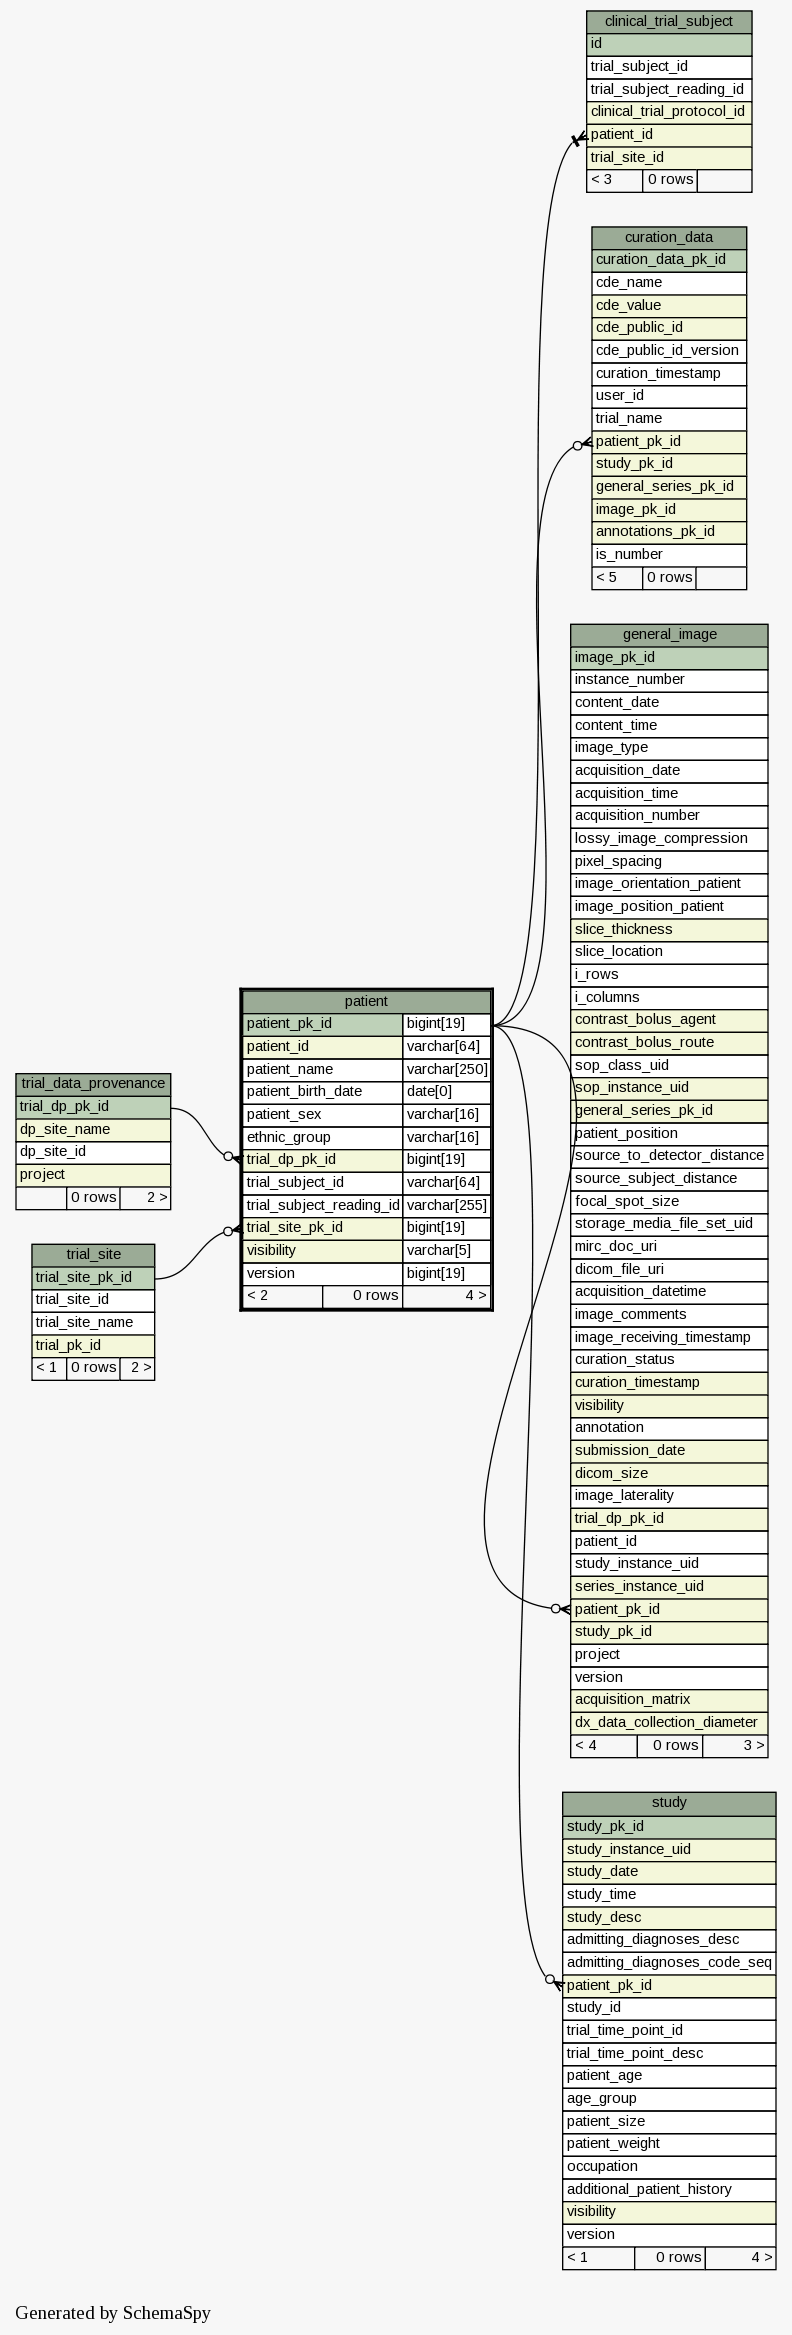 clinical_trial_subject
id
trial_subject_id
trial_subject_reading_id
clinical_trial_protocol_id
patient_id
trial_site_id
< 3 0 rows
curation_data
curation_data_pk_id
cde_name
cde_value
cde_public_id
cde_public_id_version
curation_timestamp
user_id
trial_name
patient_pk_id
study_pk_id
general_series_pk_id
image_pk_id
annotations_pk_id
is_number
< 5 0 rows
general_image
image_pk_id
instance_number
content_date
content_time
image_type
acquisition_date
acquisition_time
acquisition_number
lossy_image_compression
pixel_spacing
image_orientation_patient
image_position_patient
slice_thickness
slice_location
i_rows
i_columns
contrast_bolus_agent
contrast_bolus_route
sop_class_uid
sop_instance_uid
general_series_pk_id
patient_position
source_to_detector_distance
source_subject_distance
focal_spot_size
storage_media_file_set_uid
mirc_doc_uri
dicom_file_uri
acquisition_datetime
image_comments
image_receiving_timestamp
curation_status
curation_timestamp
visibility
annotation
submission_date
dicom_size
image_laterality
trial_dp_pk_id
patient_id
study_instance_uid
series_instance_uid
patient_pk_id
study_pk_id
project
version
acquisition_matrix
dx_data_collection_diameter
< 4 0 rows 3 >
patient
patient_pk_id bigint[19]
patient_id varchar[64]
patient_name varchar[250]
patient_birth_date date[0]
patient_sex varchar[16]
ethnic_group varchar[16]
trial_dp_pk_id bigint[19]
trial_subject_id varchar[64]
trial_subject_reading_id varchar[255]
trial_site_pk_id bigint[19]
visibility varchar[5]
version bigint[19]
< 2 0 rows 4 >
trial_data_provenance
trial_dp_pk_id
dp_site_name
dp_site_id
project
0 rows 2 >
trial_site
trial_site_pk_id
trial_site_id
trial_site_name
trial_pk_id
< 1 0 rows 2 >
study
study_pk_id
study_instance_uid
study_date
study_time
study_desc
admitting_diagnoses_desc
admitting_diagnoses_code_seq
patient_pk_id
study_id
trial_time_point_id
trial_time_point_desc
patient_age
age_group
patient_size
patient_weight
occupation
additional_patient_history
visibility
version
< 1 0 rows 4 >
Generated by SchemaSpy